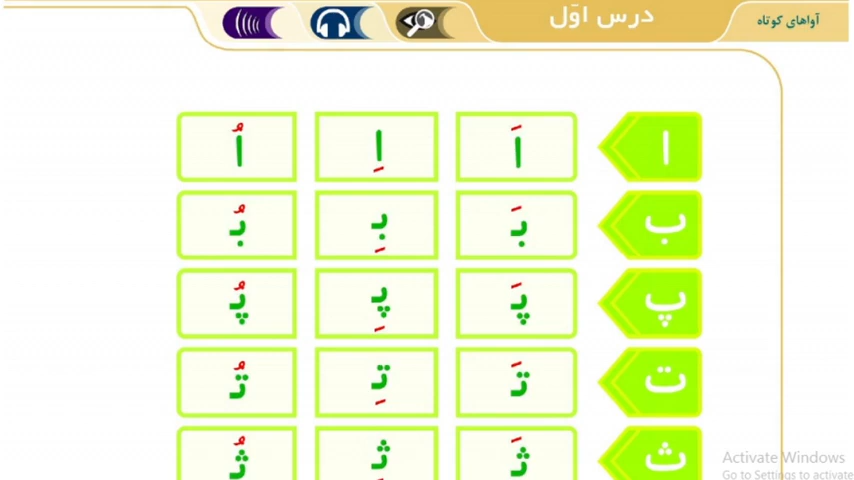 آواهای کوتاه
درس اوّل
ا اَ اِ اُ
ب بَـ بِـ بُـ
پ پَـ پِـ پُـ
ت تَـ تِـ تُـ
ث ثَـ ثِـ ثُـ
Activate Windows
Go to Settings to activate